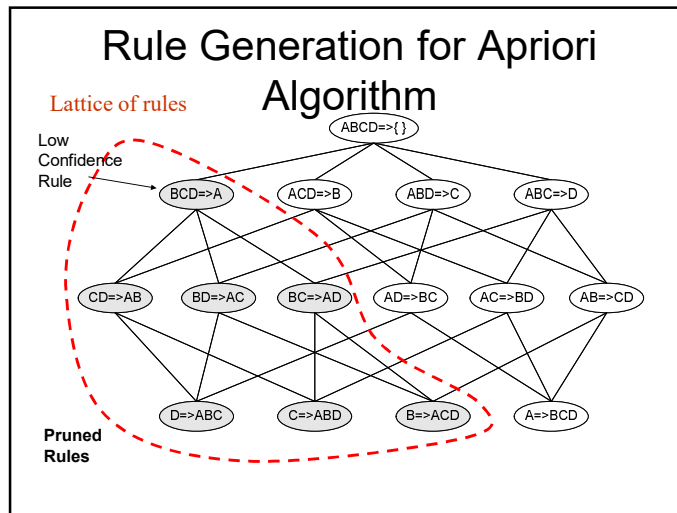 Rule Generation for Apriori
Algorithm
Lattice of rules
ABCD=>{ }
Low
Confidence
Rule
BCD=>A ACD=>B ABD=>C ABC=>D
CD=>AB BD=>AC BC=>AD AD=>BC AC=>BD AB=>CD
D=>ABC C=>ABD B=>ACD A=>BCD
Pruned
Rules